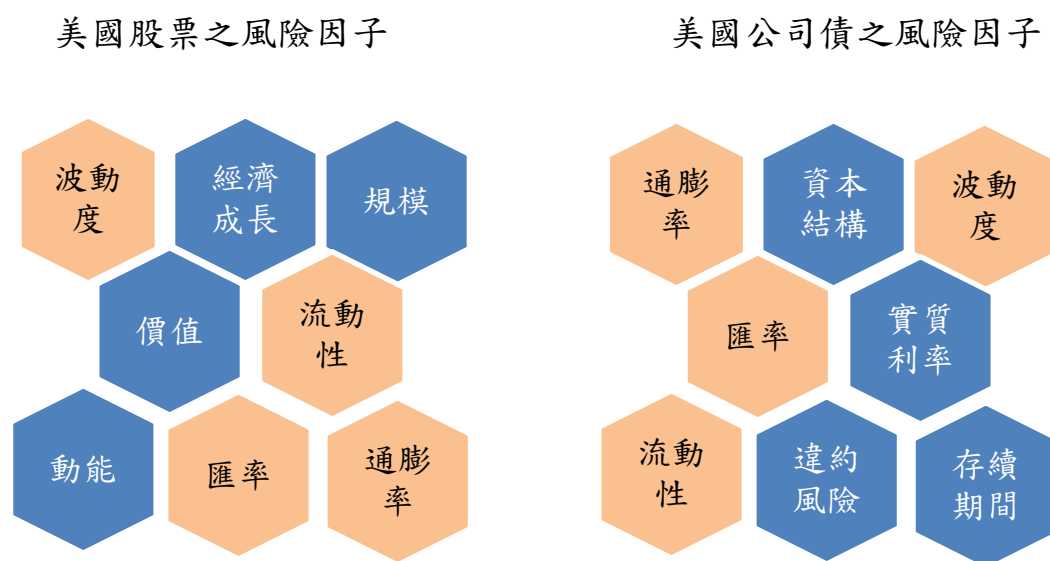 美國股票之風險因子
波動
度
經濟
成長
規模
價值
流動
性
動能
匯率
通膨
率
美國公司債之風險因子
通膨
率
資本
結構
波動
度
匯率
實質
利率
流動
性
違約
風險
存續
期間